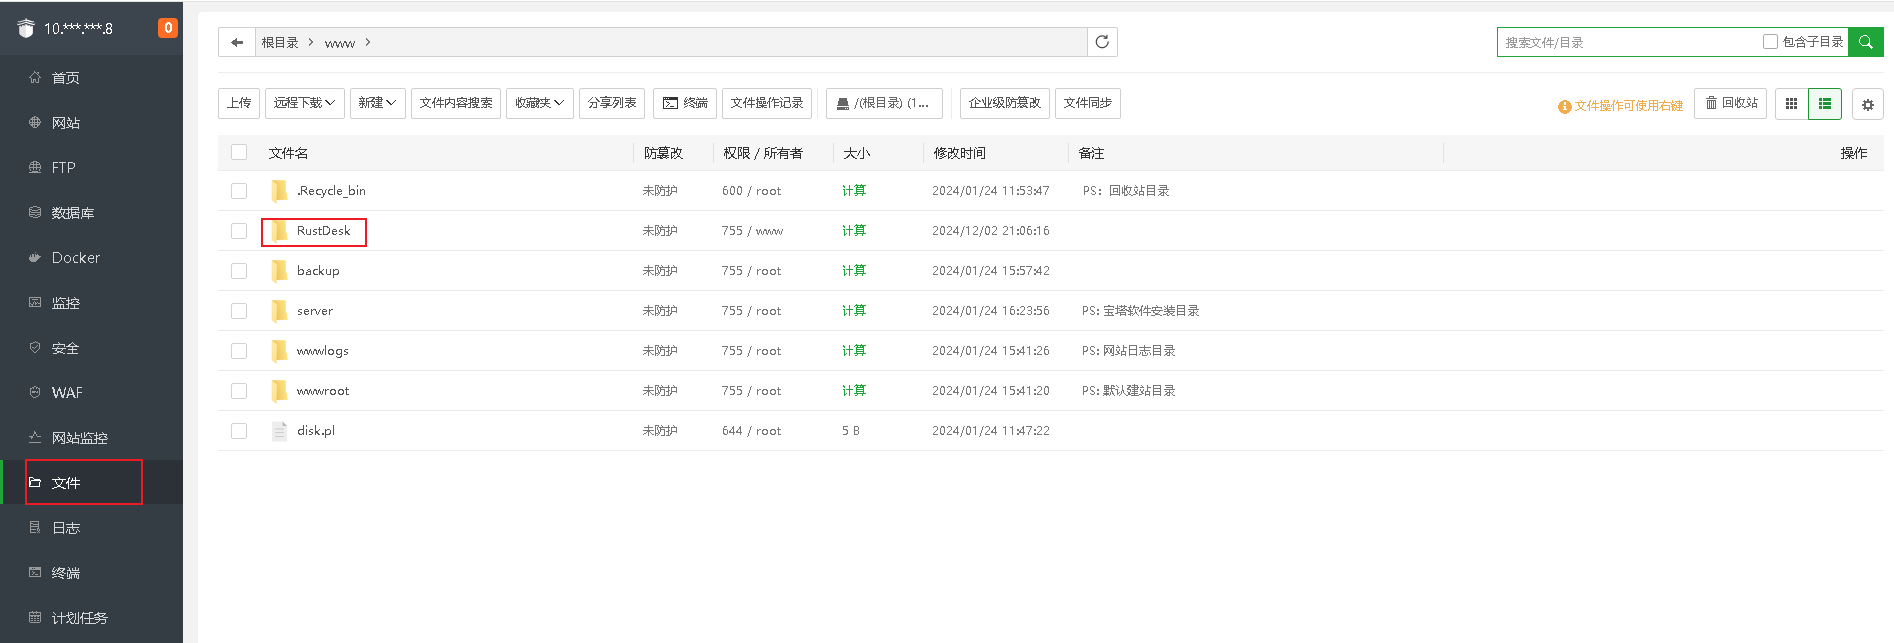 10.***.***.8 0
首页
网站
FTP
数据库
Docker
监控
安全
WAF
网站监控
文件
日志
终端
计划任务
根目录 > www >
搜索文件/目录 包含子目录
上传 远程下载 新建 文件内容搜索 收藏夹 分享列表 终端 文件操作记录 /(根目录) (1... 企业级防篡改 文件同步 文件操作可使用右键 回收站
文件名 防篡改 权限 / 所有者 大小 修改时间 备注 操作
.Recycle_bin 未防护 600 / root 计算 2024/01/24 11:53:47 PS: 回收站目录
RustDesk 未防护 755 / www 计算 2024/12/02 21:06:16
backup 未防护 755 / root 计算 2024/01/24 15:57:42
server 未防护 755 / root 计算 2024/01/24 16:23:56 PS: 宝塔软件安装目录
wwwlogs 未防护 755 / root 计算 2024/01/24 15:41:26 PS: 网站日志目录
wwwroot 未防护 755 / root 计算 2024/01/24 15:41:20 PS: 默认建站目录
disk.pl 未防护 644 / root 5 B 2024/01/24 11:47:22